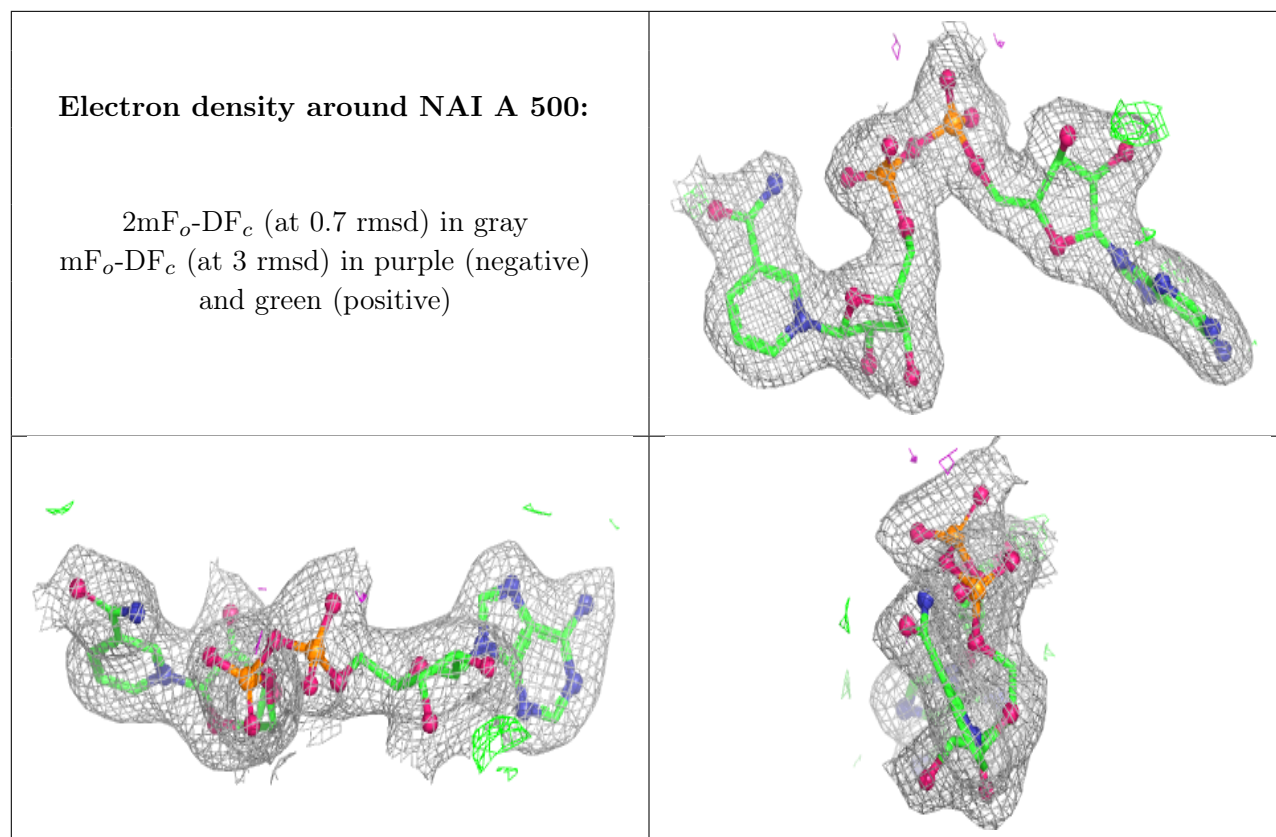 Electron density around NAI A 500:
2mFₒ-DF𝒸 (at 0.7 rmsd) in gray
mFₒ-DF𝒸 (at 3 rmsd) in purple (negative)
and green (positive)